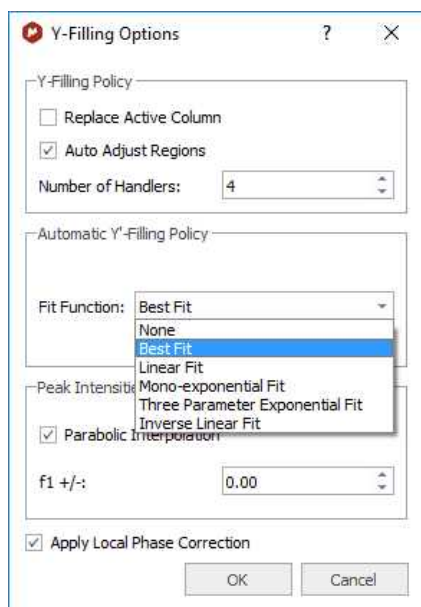 Y-Filling Options
?
Y-Filling Policy
Replace Active Column
Auto Adjust Regions
Number of Handlers: 4
Automatic Y'-Filling Policy
Fit Function: Best Fit
None
Best Fit
Linear Fit
Mono-exponential Fit
Three Parameter Exponential Fit
Inverse Linear Fit
Peak Intensitie
Parabolic Interpolation
f1 +/-: 0.00
Apply Local Phase Correction
OK Cancel